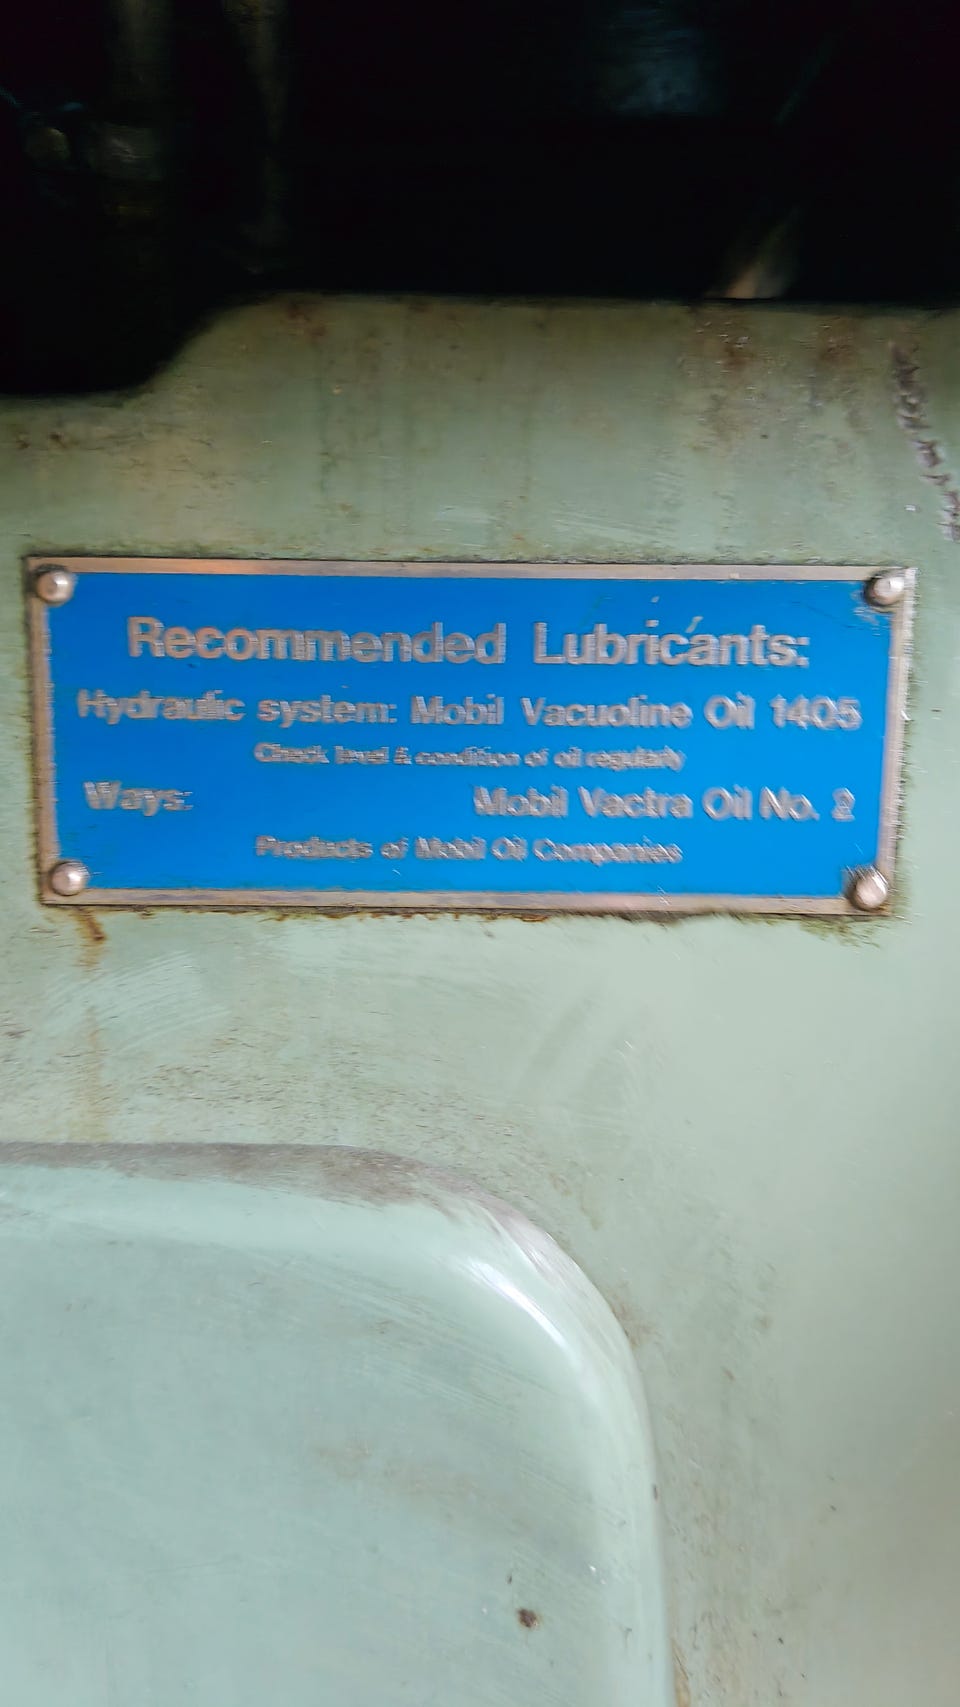 Recommended Lubricants:
Hydraulic system: Mobil Vacuoline Oil 1405
Check level & condition of oil regularly
Ways: Mobil Vactra Oil No. 2
Products of Mobil Oil Companies